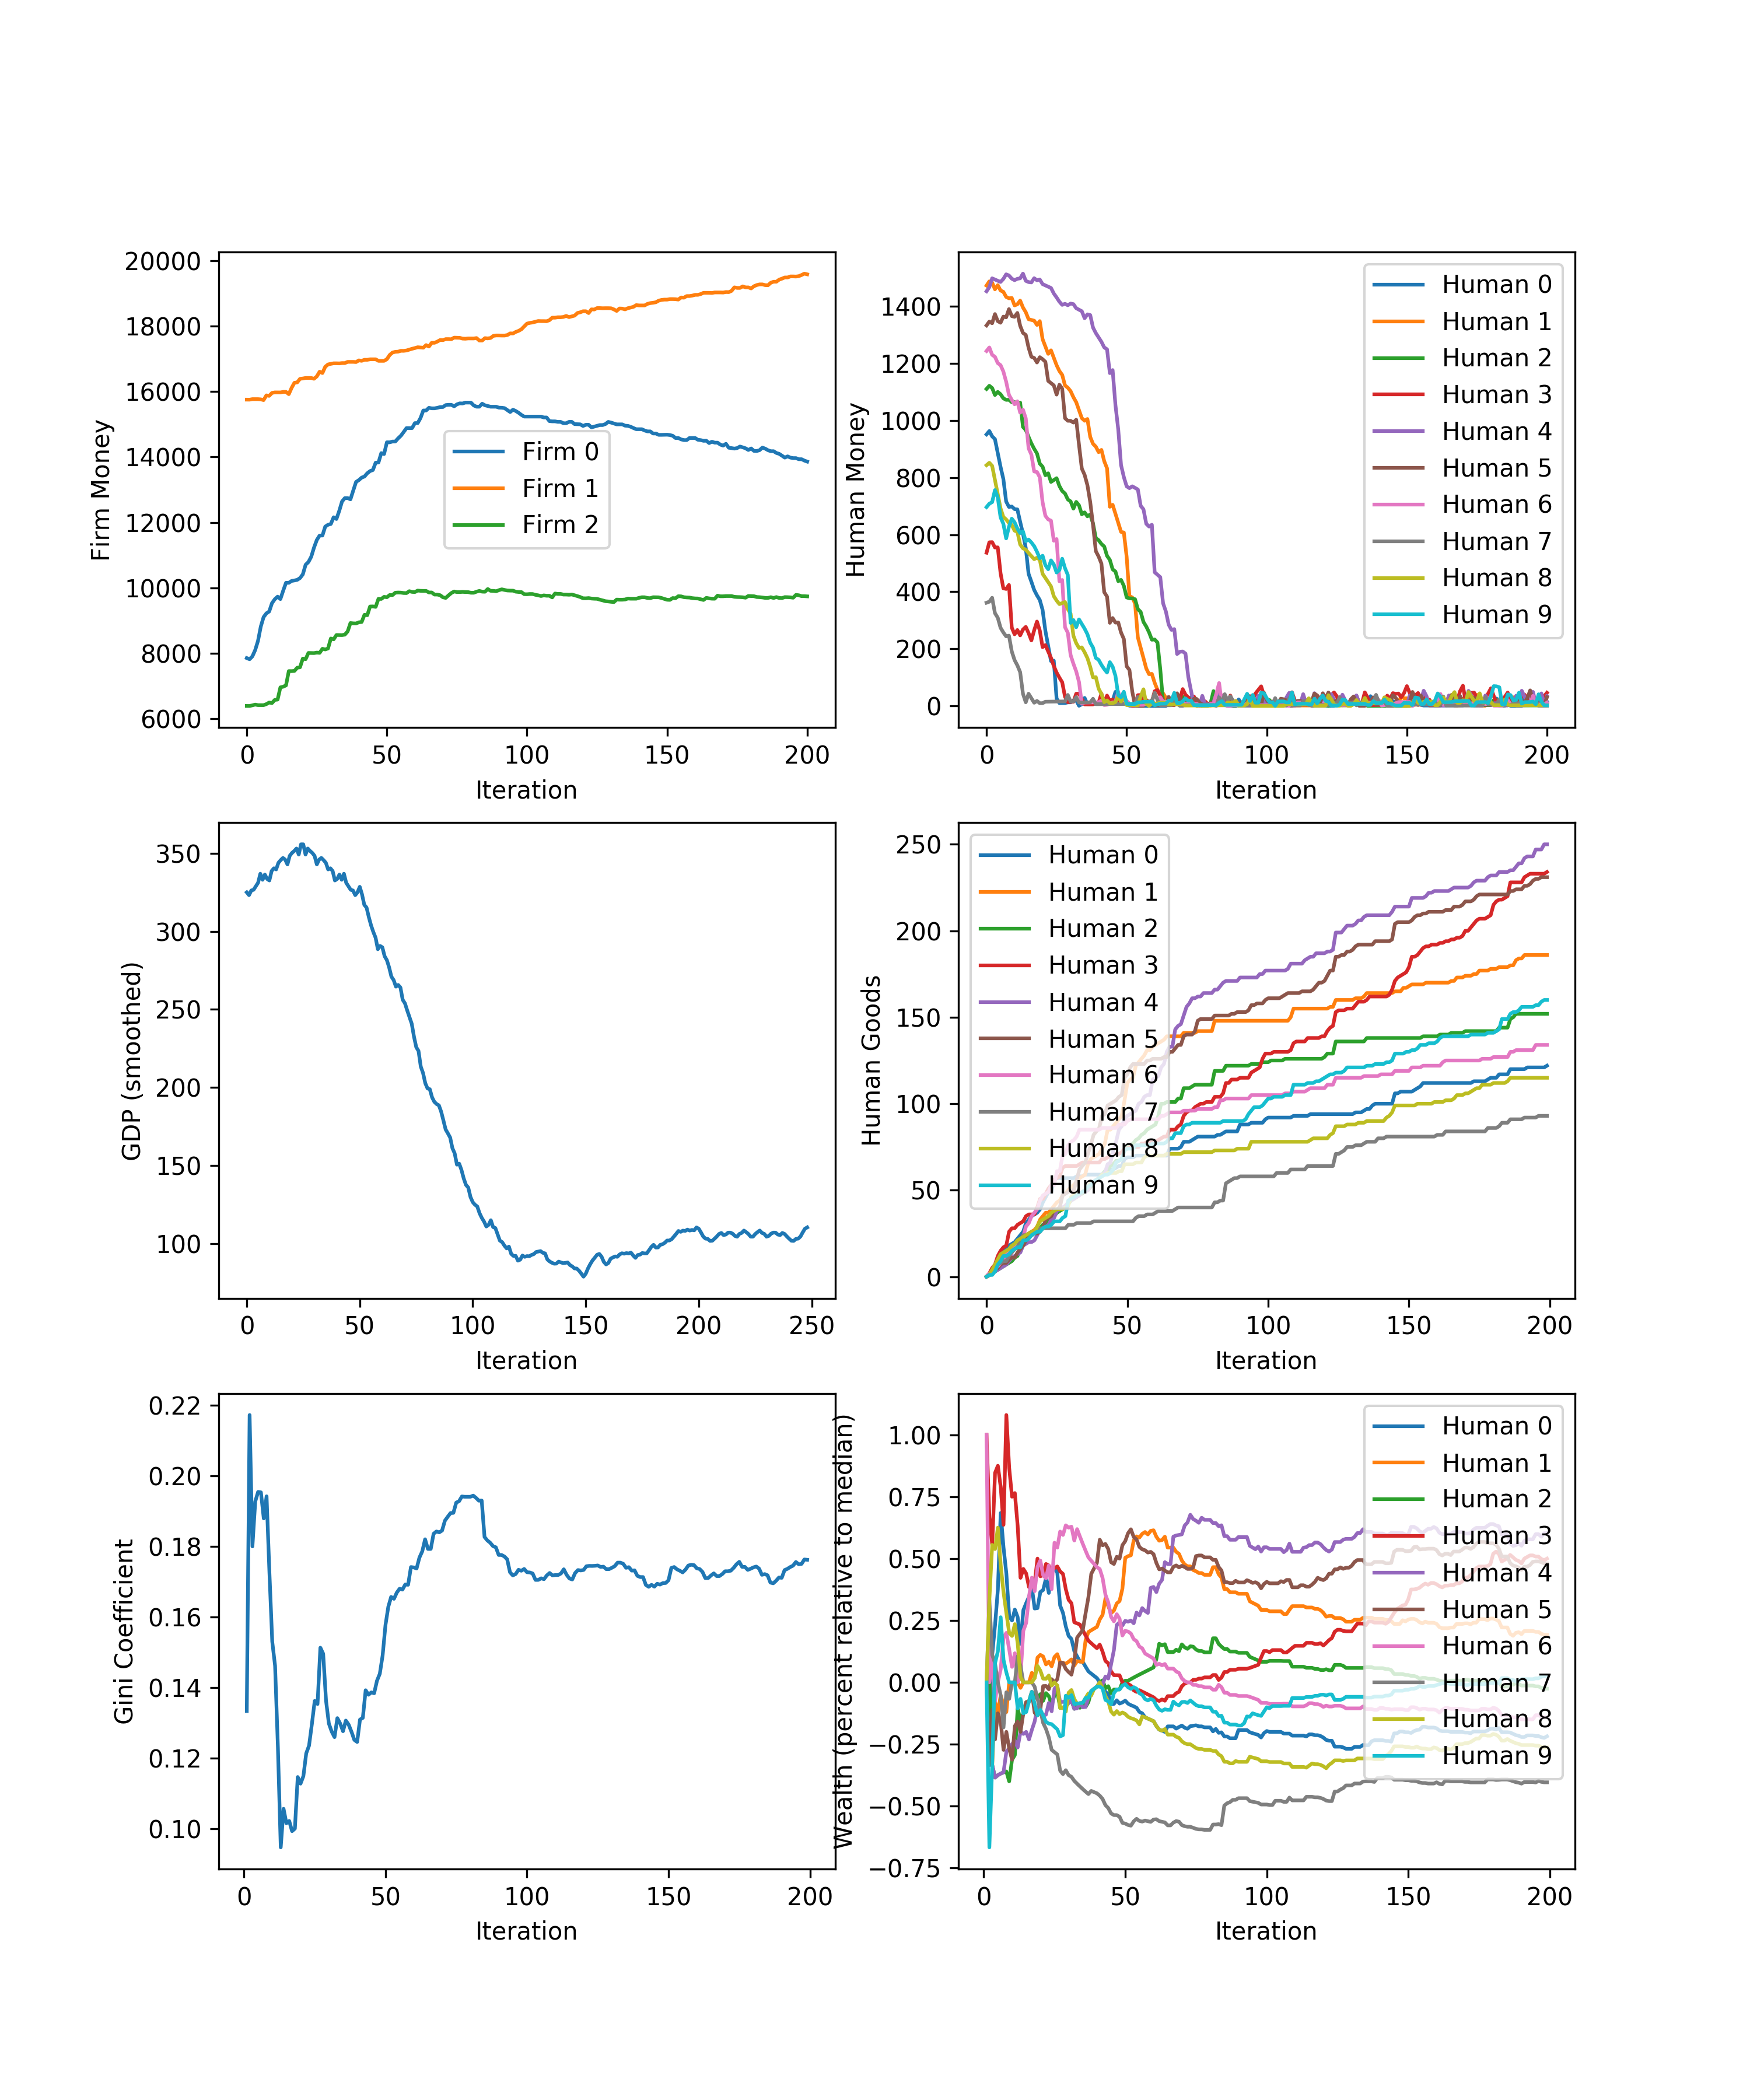 20000
18000
16000
14000
12000
10000
8000
6000
Firm Money
Firm 0
Firm 1
Firm 2
0 50 100 150 200
Iteration
1400
1200
1000
800
600
400
200
0
Human Money
Human 0
Human 1
Human 2
Human 3
Human 4
Human 5
Human 6
Human 7
Human 8
Human 9
0 50 100 150 200
Iteration
350
300
250
200
150
100
GDP (smoothed)
0 50 100 150 200 250
Iteration
250
200
150
100
50
0
Human Goods
Human 0
Human 1
Human 2
Human 3
Human 4
Human 5
Human 6
Human 7
Human 8
Human 9
0 50 100 150 200
Iteration
0.22
0.20
0.18
0.16
0.14
0.12
0.10
Gini Coefficient
0 50 100 150 200
Iteration
1.00
0.75
0.50
0.25
0.00
−0.25
−0.50
−0.75
Wealth (percent relative to median)
Human 0
Human 1
Human 2
Human 3
Human 4
Human 5
Human 6
Human 7
Human 8
Human 9
0 50 100 150 200
Iteration